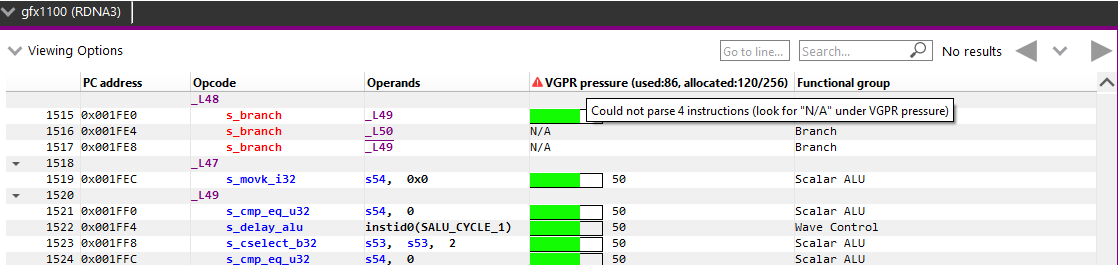 gfx1100 (RDNA3)
Viewing Options Go to line... Search... No results
PC address Opcode Operands VGPR pressure (used:86, allocated:120/256) Functional group
_L48
Could not parse 4 instructions (look for "N/A" under VGPR pressure)
1515 0x001FE0 s_branch _L49
1516 0x001FE4 s_branch _L50 N/A Branch
1517 0x001FE8 s_branch _L49 N/A Branch
1518 _L47
1519 0x001FEC s_movk_i32 s54, 0x0 50 Scalar ALU
1520 _L49
1521 0x001FF0 s_cmp_eq_u32 s54, 0 50 Scalar ALU
1522 0x001FF4 s_delay_alu instid0(SALU_CYCLE_1) 50 Wave Control
1523 0x001FF8 s_cselect_b32 s53, s53, 2 50 Scalar ALU
1524 0x001FFC s_cmp_eq_u32 s54, 0 50 Scalar ALU